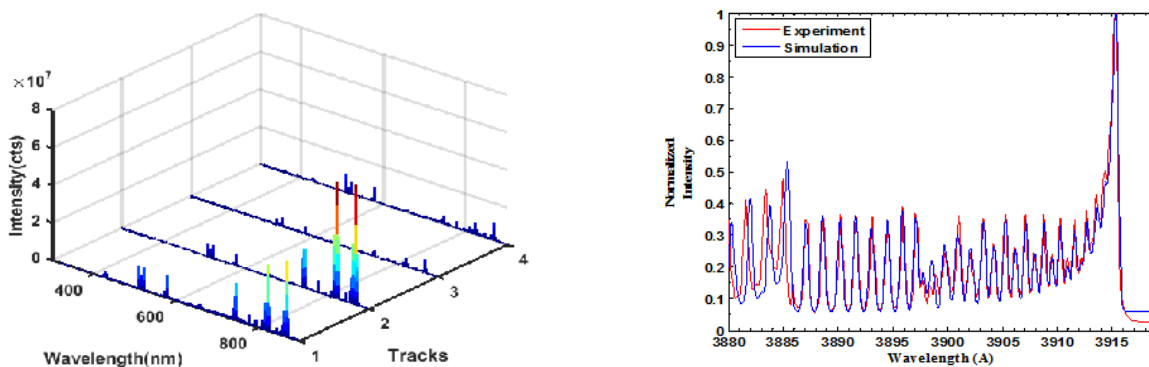 ×10⁷
8
6
4
2
0
Intensity(cts)
400
600
800
Wavelength(nm)
1
2
3
4
Tracks
Experiment
Simulation
1
0.9
0.8
0.7
0.6
0.5
0.4
0.3
0.2
0.1
0
Normalized
Intensity
3880 3885 3890 3895 3900 3905 3910 3915
Wavelength (A)